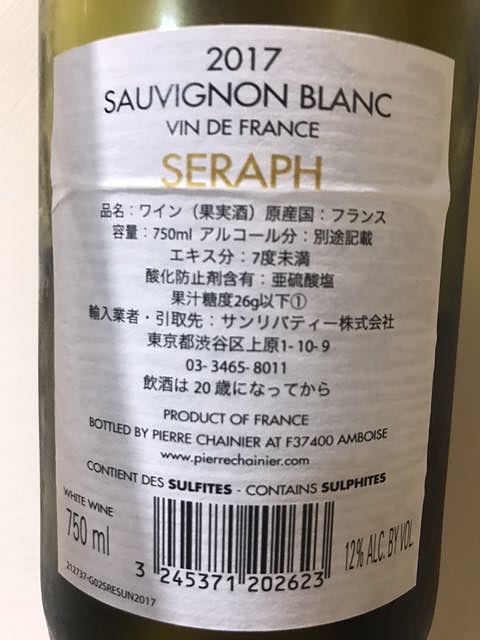 2017
SAUVIGNON BLANC
VIN DE FRANCE
SERAPH
品名：ワイン（果実酒）原産国：フランス
容量：750ml アルコール分：別途記載
エキス分：7度未満
酸化防止剤含有：亜硫酸塩
果汁糖度26g以下①
輸入業者・引取先：サンリバティー株式会社
東京都渋谷区上原1-10-9
03-3465-8011
飲酒は20歳になってから
PRODUCT OF FRANCE
BOTTLED BY PIERRE CHAINIER AT F37400 AMBOISE
www.pierrechainier.com
CONTIENT DES SULFITES - CONTAINS SULPHITES
WHITE WINE
750 ml
12% ALC. BY VOL.
3 245371 202623
212737-G02SRESUN2017